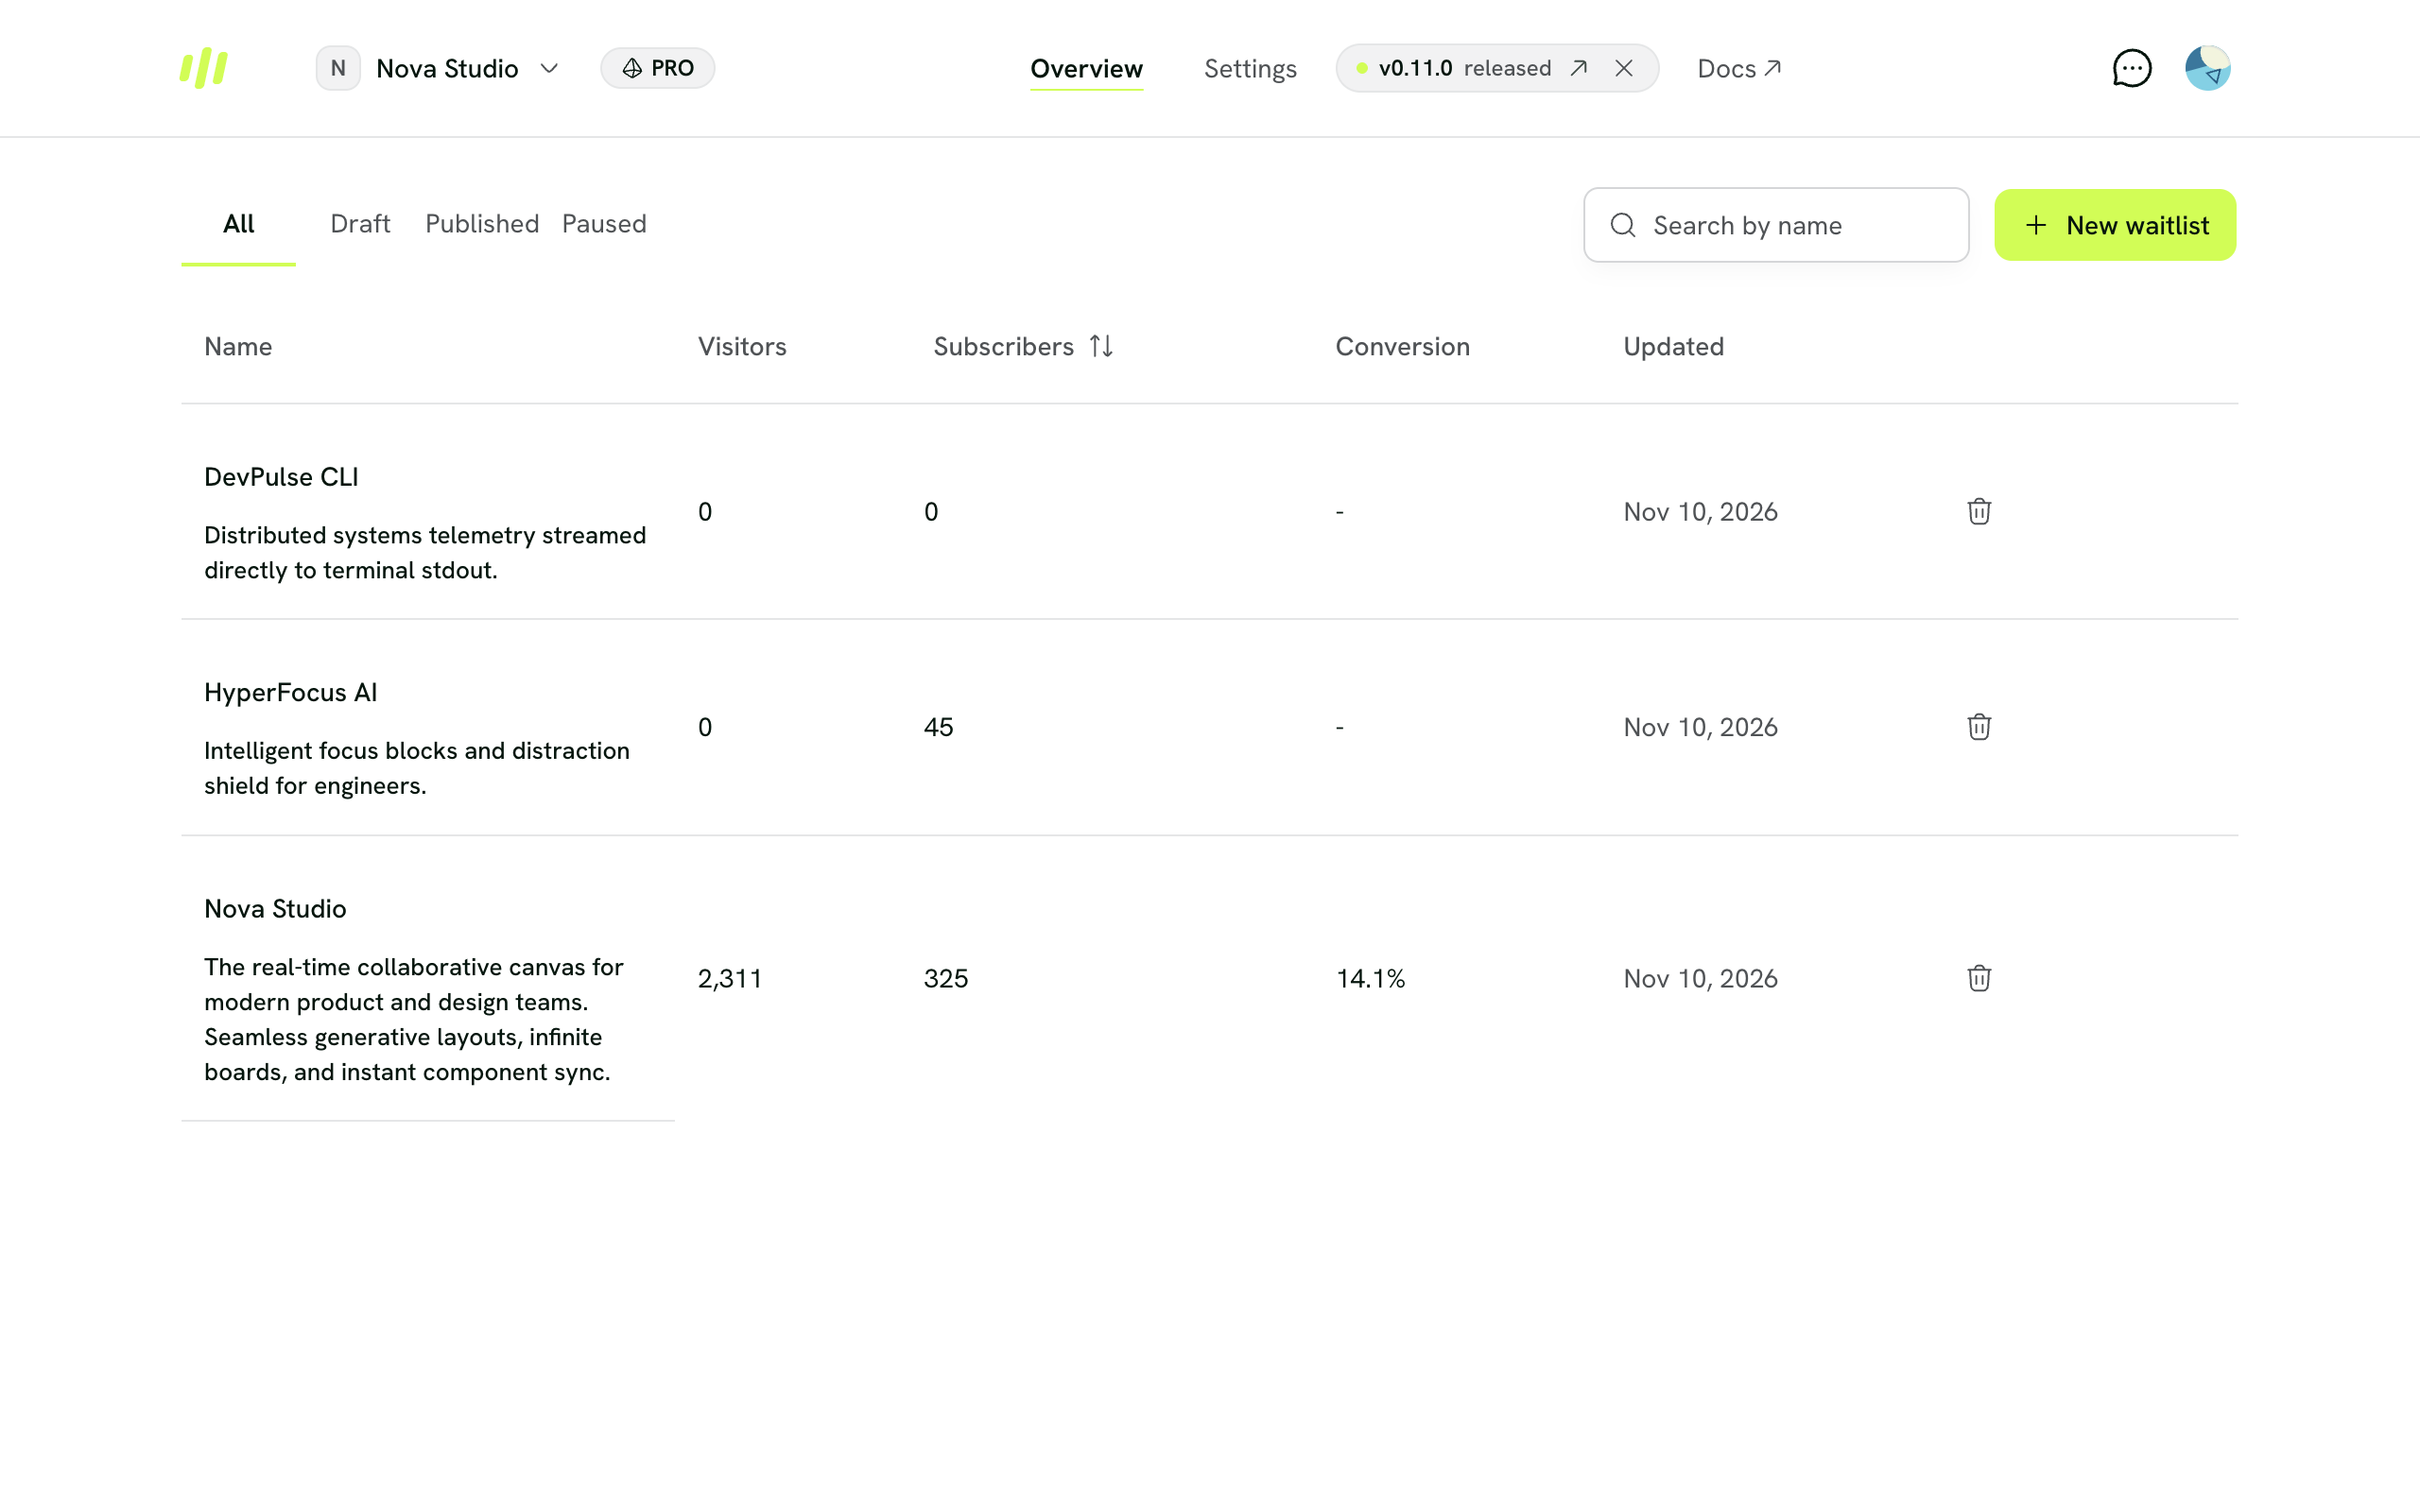 N Nova Studio PRO Overview Settings v0.11.0 released Docs
All Draft Published Paused Search by name New waitlist
Name Visitors Subscribers Conversion Updated
DevPulse CLI
Distributed systems telemetry streamed
directly to terminal stdout.
0 0 - Nov 10, 2026
HyperFocus AI
Intelligent focus blocks and distraction
shield for engineers.
0 45 - Nov 10, 2026
Nova Studio
The real-time collaborative canvas for
modern product and design teams.
Seamless generative layouts, infinite
boards, and instant component sync.
2,311 325 14.1% Nov 10, 2026